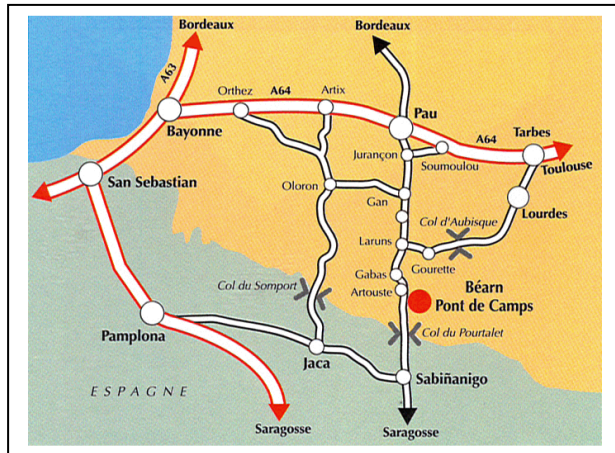 Bordeaux
Bordeaux
A63
Orthez
A64
Artix
Bayonne
Pau
A64
Tarbes
Jurançon
Soumoulou
Toulouse
San Sebastian
Oloron
Gan
Lourdes
Col d'Aubisque
Laruns
Gourette
Gabas
Col du Somport
Artouste
Béarn
Pont de Camps
Pamplona
Col du Pourtalet
Jaca
Sabiñanigo
ESPAGNE
Saragosse
Saragosse